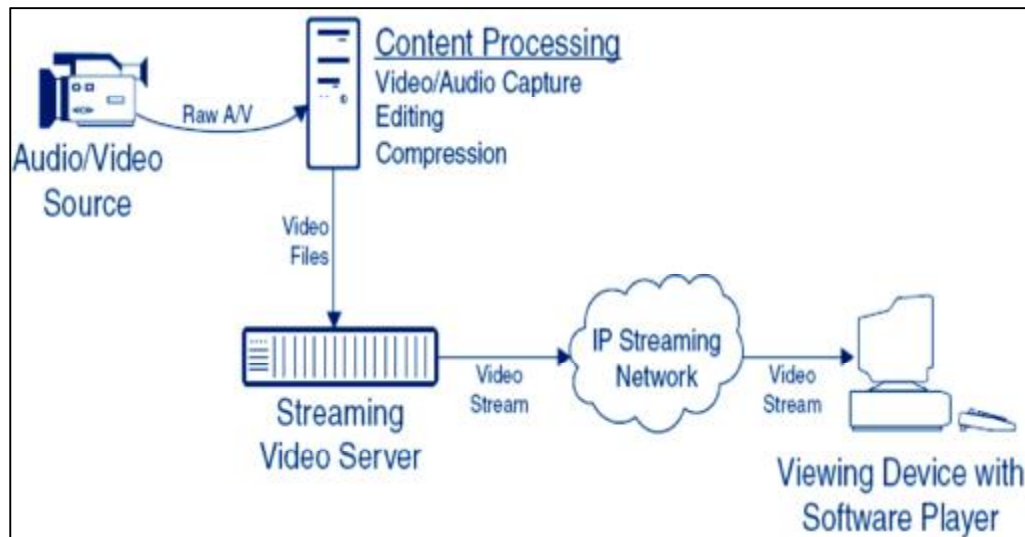 Content Processing
Video/Audio Capture
Editing
Compression
Raw A/V
Audio/Video
Source
Video
Files
IP Streaming
Network
Video
Stream
Video
Stream
Streaming
Video Server
Viewing Device with
Software Player